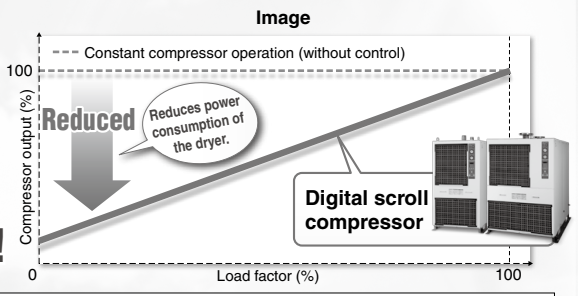 Image
Constant compressor operation (without control)
100
Compressor output (%)
Reduced
Reduces power
consumption of
the dryer.
Digital scroll
compressor
!
0
Load factor (%)
100